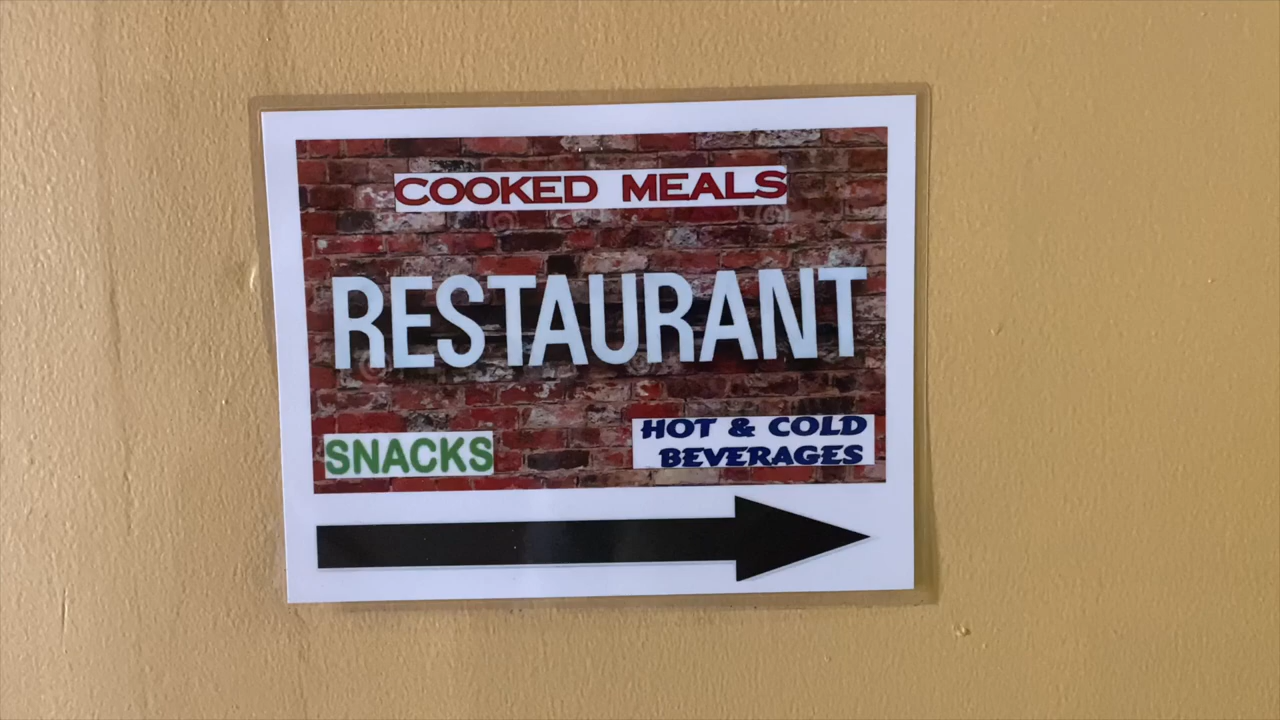 COOKED MEALS
RESTAURANT
SNACKS
HOT & COLD
BEVERAGES